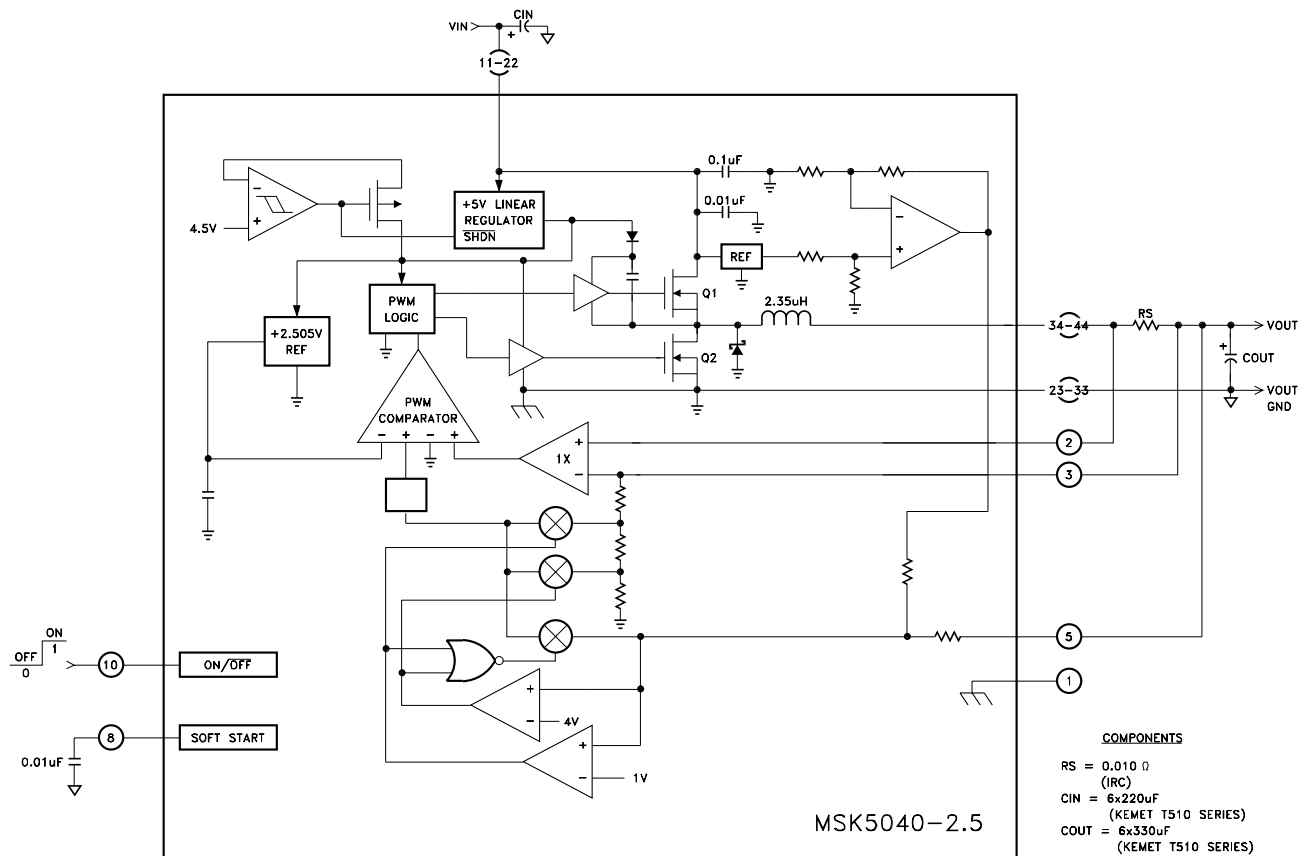 VIN
CIN
+
11-22
4.5V
-
+
+5V LINEAR
REGULATOR
SHDN
0.1uF
0.01uF
REF
-
+
PWM
LOGIC
+2.505V
REF
Q1
Q2
2.35uH
34-44
RS
VOUT
+
COUT
23-33
VOUT
GND
PWM
COMPARATOR
- + - +
1X
+
-
2
3
5
1
OFF
0
ON
1
10
ON/OFF
8
SOFT START
0.01uF
+
-
4V
+
-
1V
MSK5040-2.5
COMPONENTS
RS = 0.010 Ω
(IRC)
CIN = 6x220uF
(KEMET T510 SERIES)
COUT = 6x330uF
(KEMET T510 SERIES)